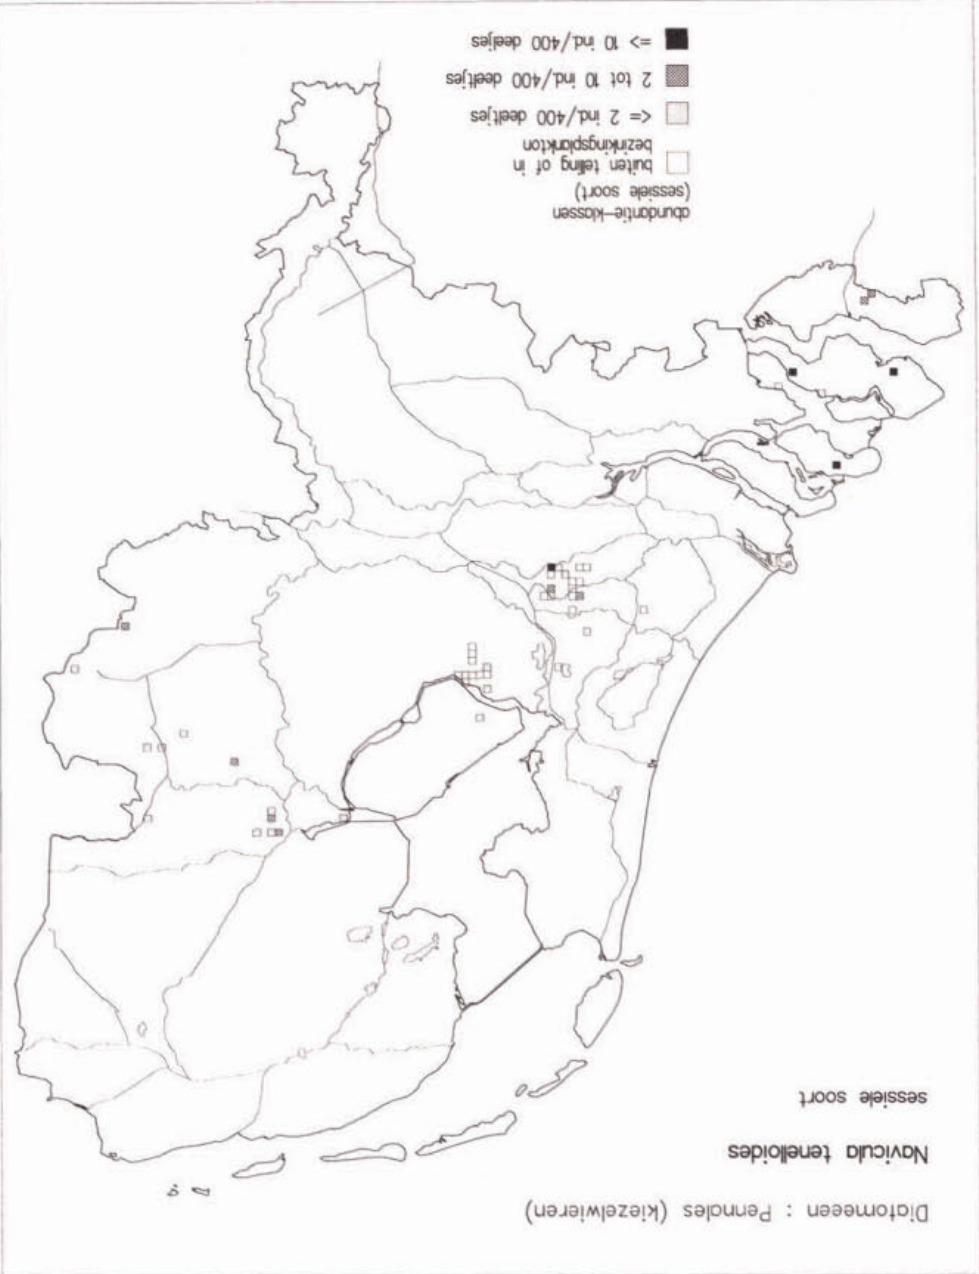 Diatomeeen : Pennales (kiezelwieren)
Navicula tenelloides
sessiele soort
abundantie-klassen
(sessiele soort)
buiten telling of in
bezinkingsplankton
<= 2 ind./400 deeltjes
2 tot 10 ind./400 deeltjes
=> 10 ind./400 deeltjes